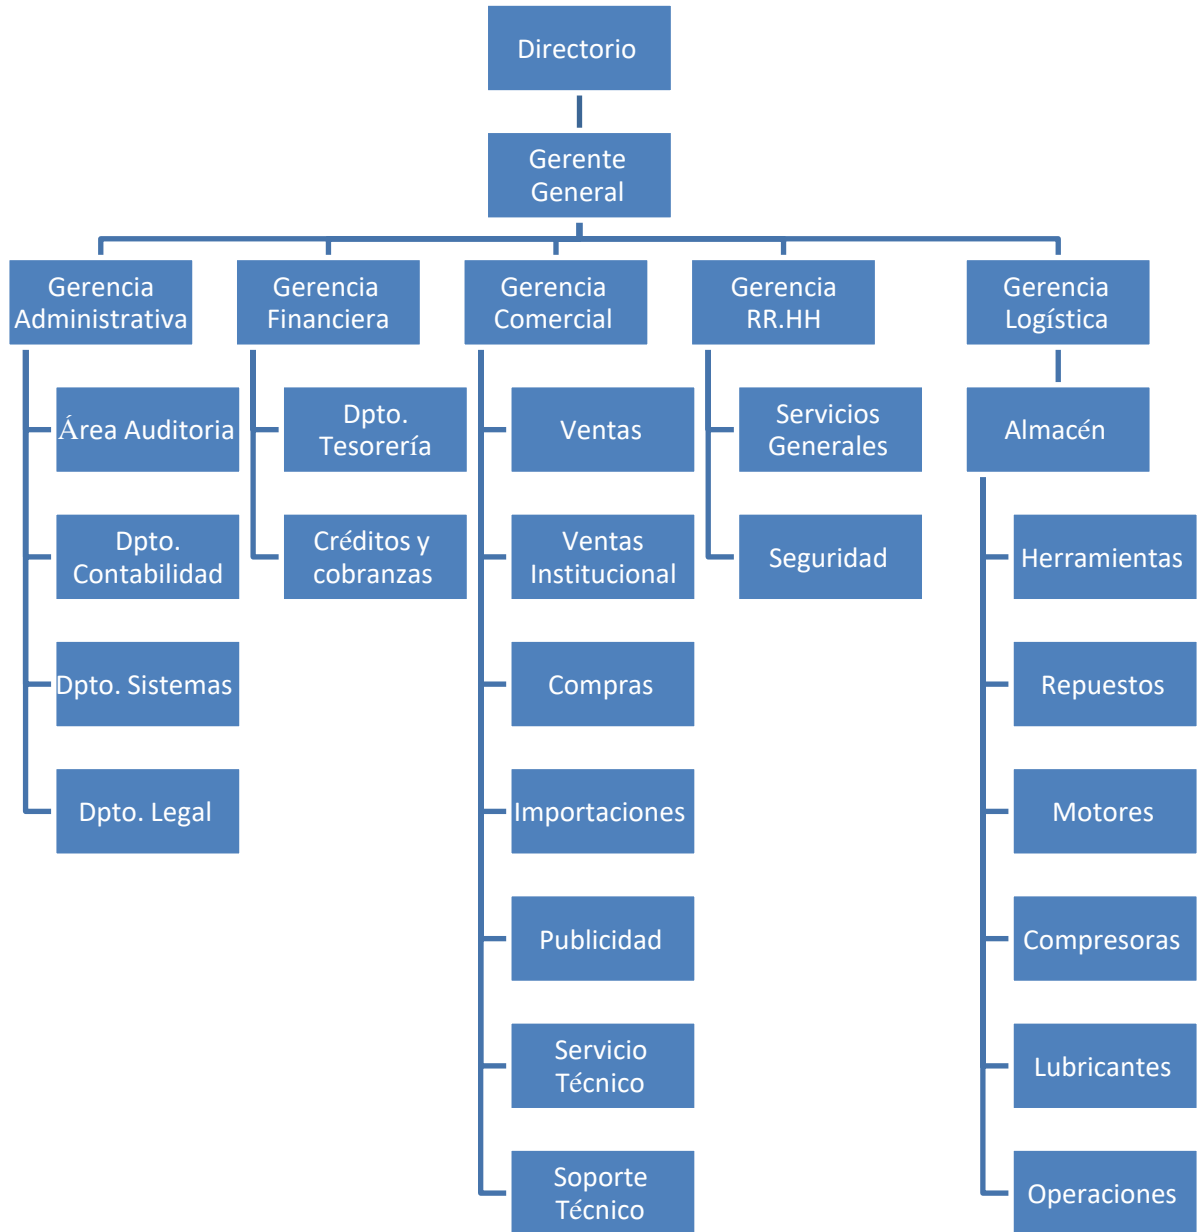 Directorio
Gerente
General
Gerencia
Administrativa
Gerencia
Financiera
Gerencia
Comercial
Gerencia
RR.HH
Gerencia
Logística
Área Auditoria
Dpto.
Contabilidad
Dpto. Sistemas
Dpto. Legal
Dpto.
Tesorería
Créditos y
cobranzas
Ventas
Ventas
Institucional
Compras
Importaciones
Publicidad
Servicio
Técnico
Soporte
Técnico
Servicios
Generales
Seguridad
Almacén
Herramientas
Repuestos
Motores
Compresoras
Lubricantes
Operaciones